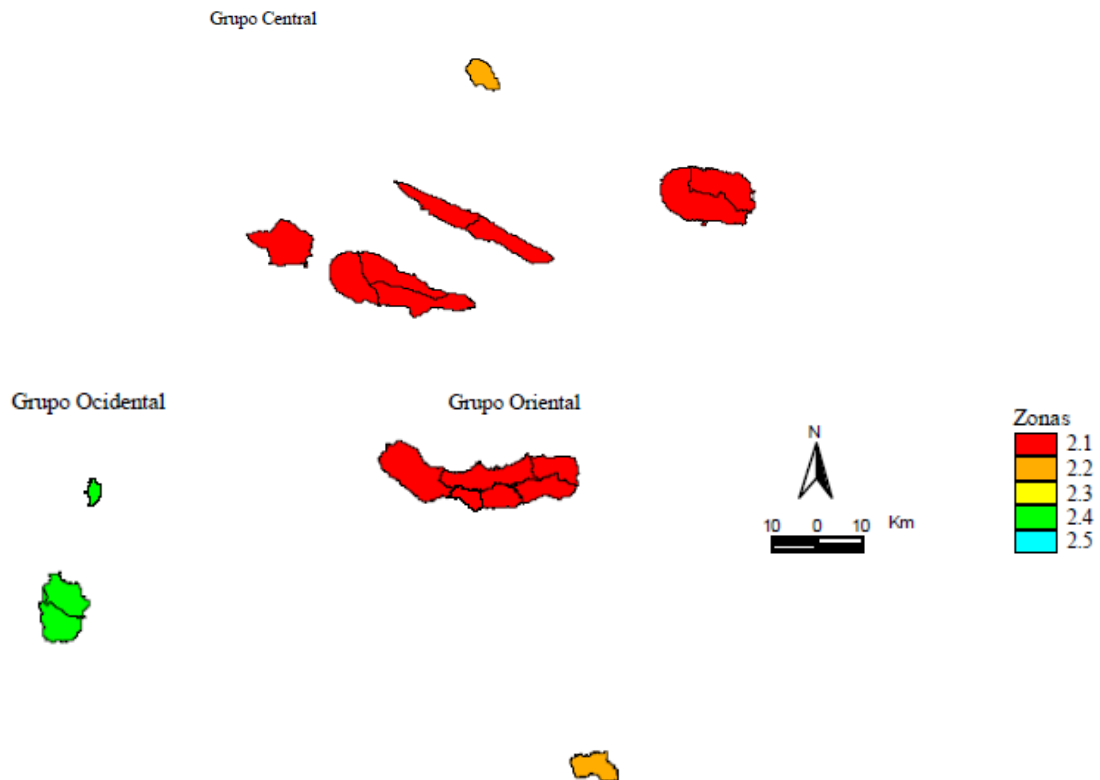 Grupo Central
Grupo Ocidental
Grupo Oriental
N
10 0 10 Km
Zonas
2.1
2.2
2.3
2.4
2.5